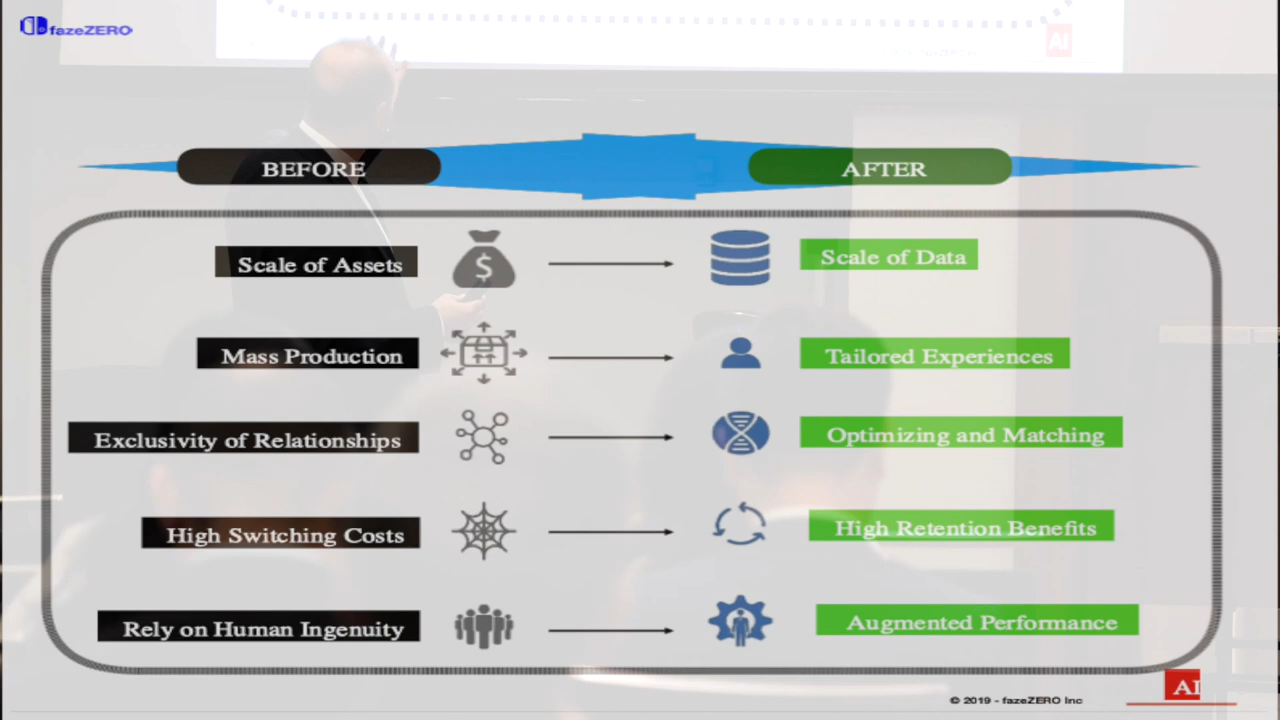 fazeZERO
AI
BEFORE
AFTER
Scale of Assets
$
Scale of Data
Mass Production
Tailored Experiences
Exclusivity of Relationships
Optimizing and Matching
High Switching Costs
High Retention Benefits
Rely on Human Ingenuity
Augmented Performance
© 2019 - fazeZERO Inc
AI